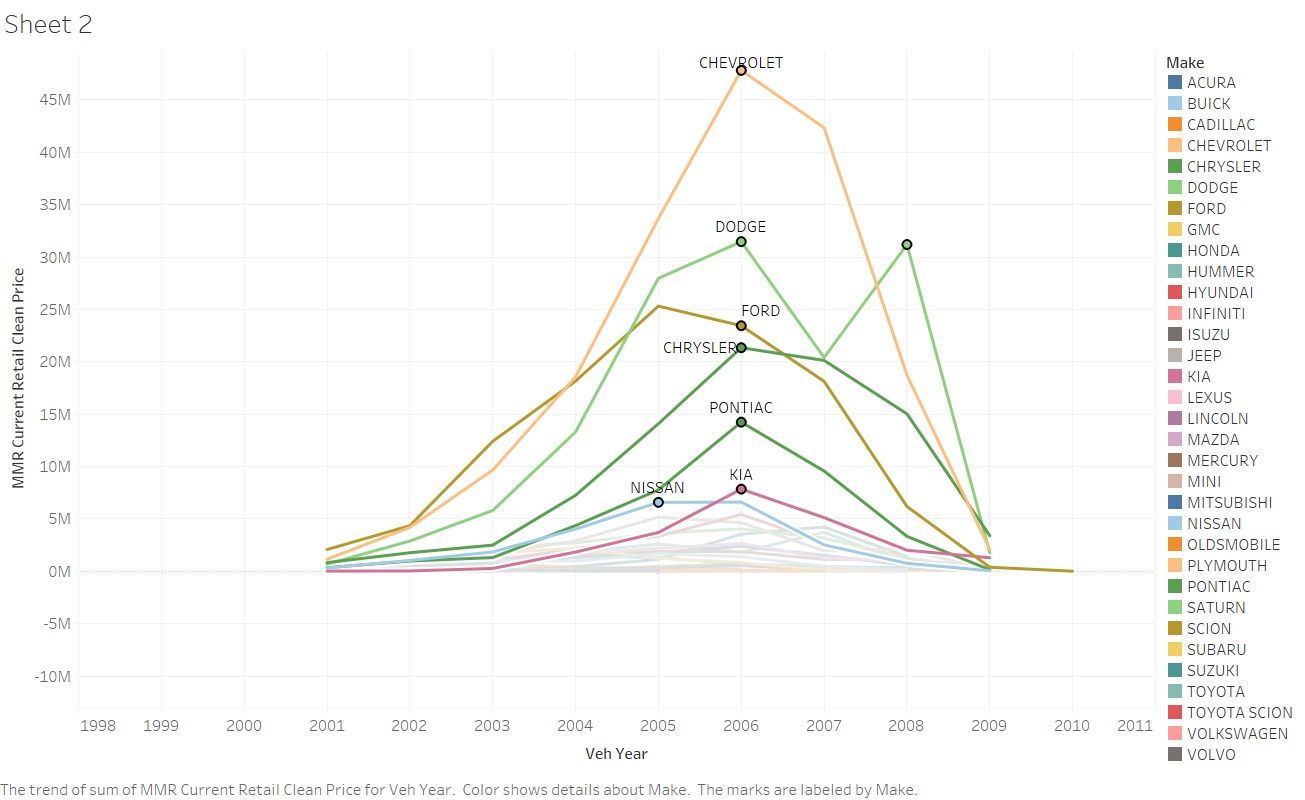 Sheet 2
CHEVROLET
DODGE
FORD
CHRYSLER
PONTIAC
KIA
NISSAN
45M
40M
35M
30M
25M
20M
15M
10M
5M
0M
-5M
-10M
MMR Current Retail Clean Price
1998 1999 2000 2001 2002 2003 2004 2005 2006 2007 2008 2009 2010 2011
Veh Year
Make
ACURA
BUICK
CADILLAC
CHEVROLET
CHRYSLER
DODGE
FORD
GMC
HONDA
HUMMER
HYUNDAI
INFINITI
ISUZU
JEEP
KIA
LEXUS
LINCOLN
MAZDA
MERCURY
MINI
MITSUBISHI
NISSAN
OLDSMOBILE
PLYMOUTH
PONTIAC
SATURN
SCION
SUBARU
SUZUKI
TOYOTA
TOYOTA SCION
VOLKSWAGEN
VOLVO
The trend of sum of MMR Current Retail Clean Price for Veh Year.  Color shows details about Make.  The marks are labeled by Make.